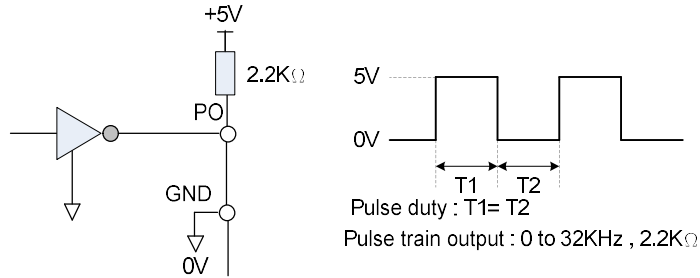 +5V
2.2KΩ
PO
GND
0V
5V
0V
T1 T2
Pulse duty : T1= T2
Pulse train output : 0 to 32KHz , 2.2KΩ